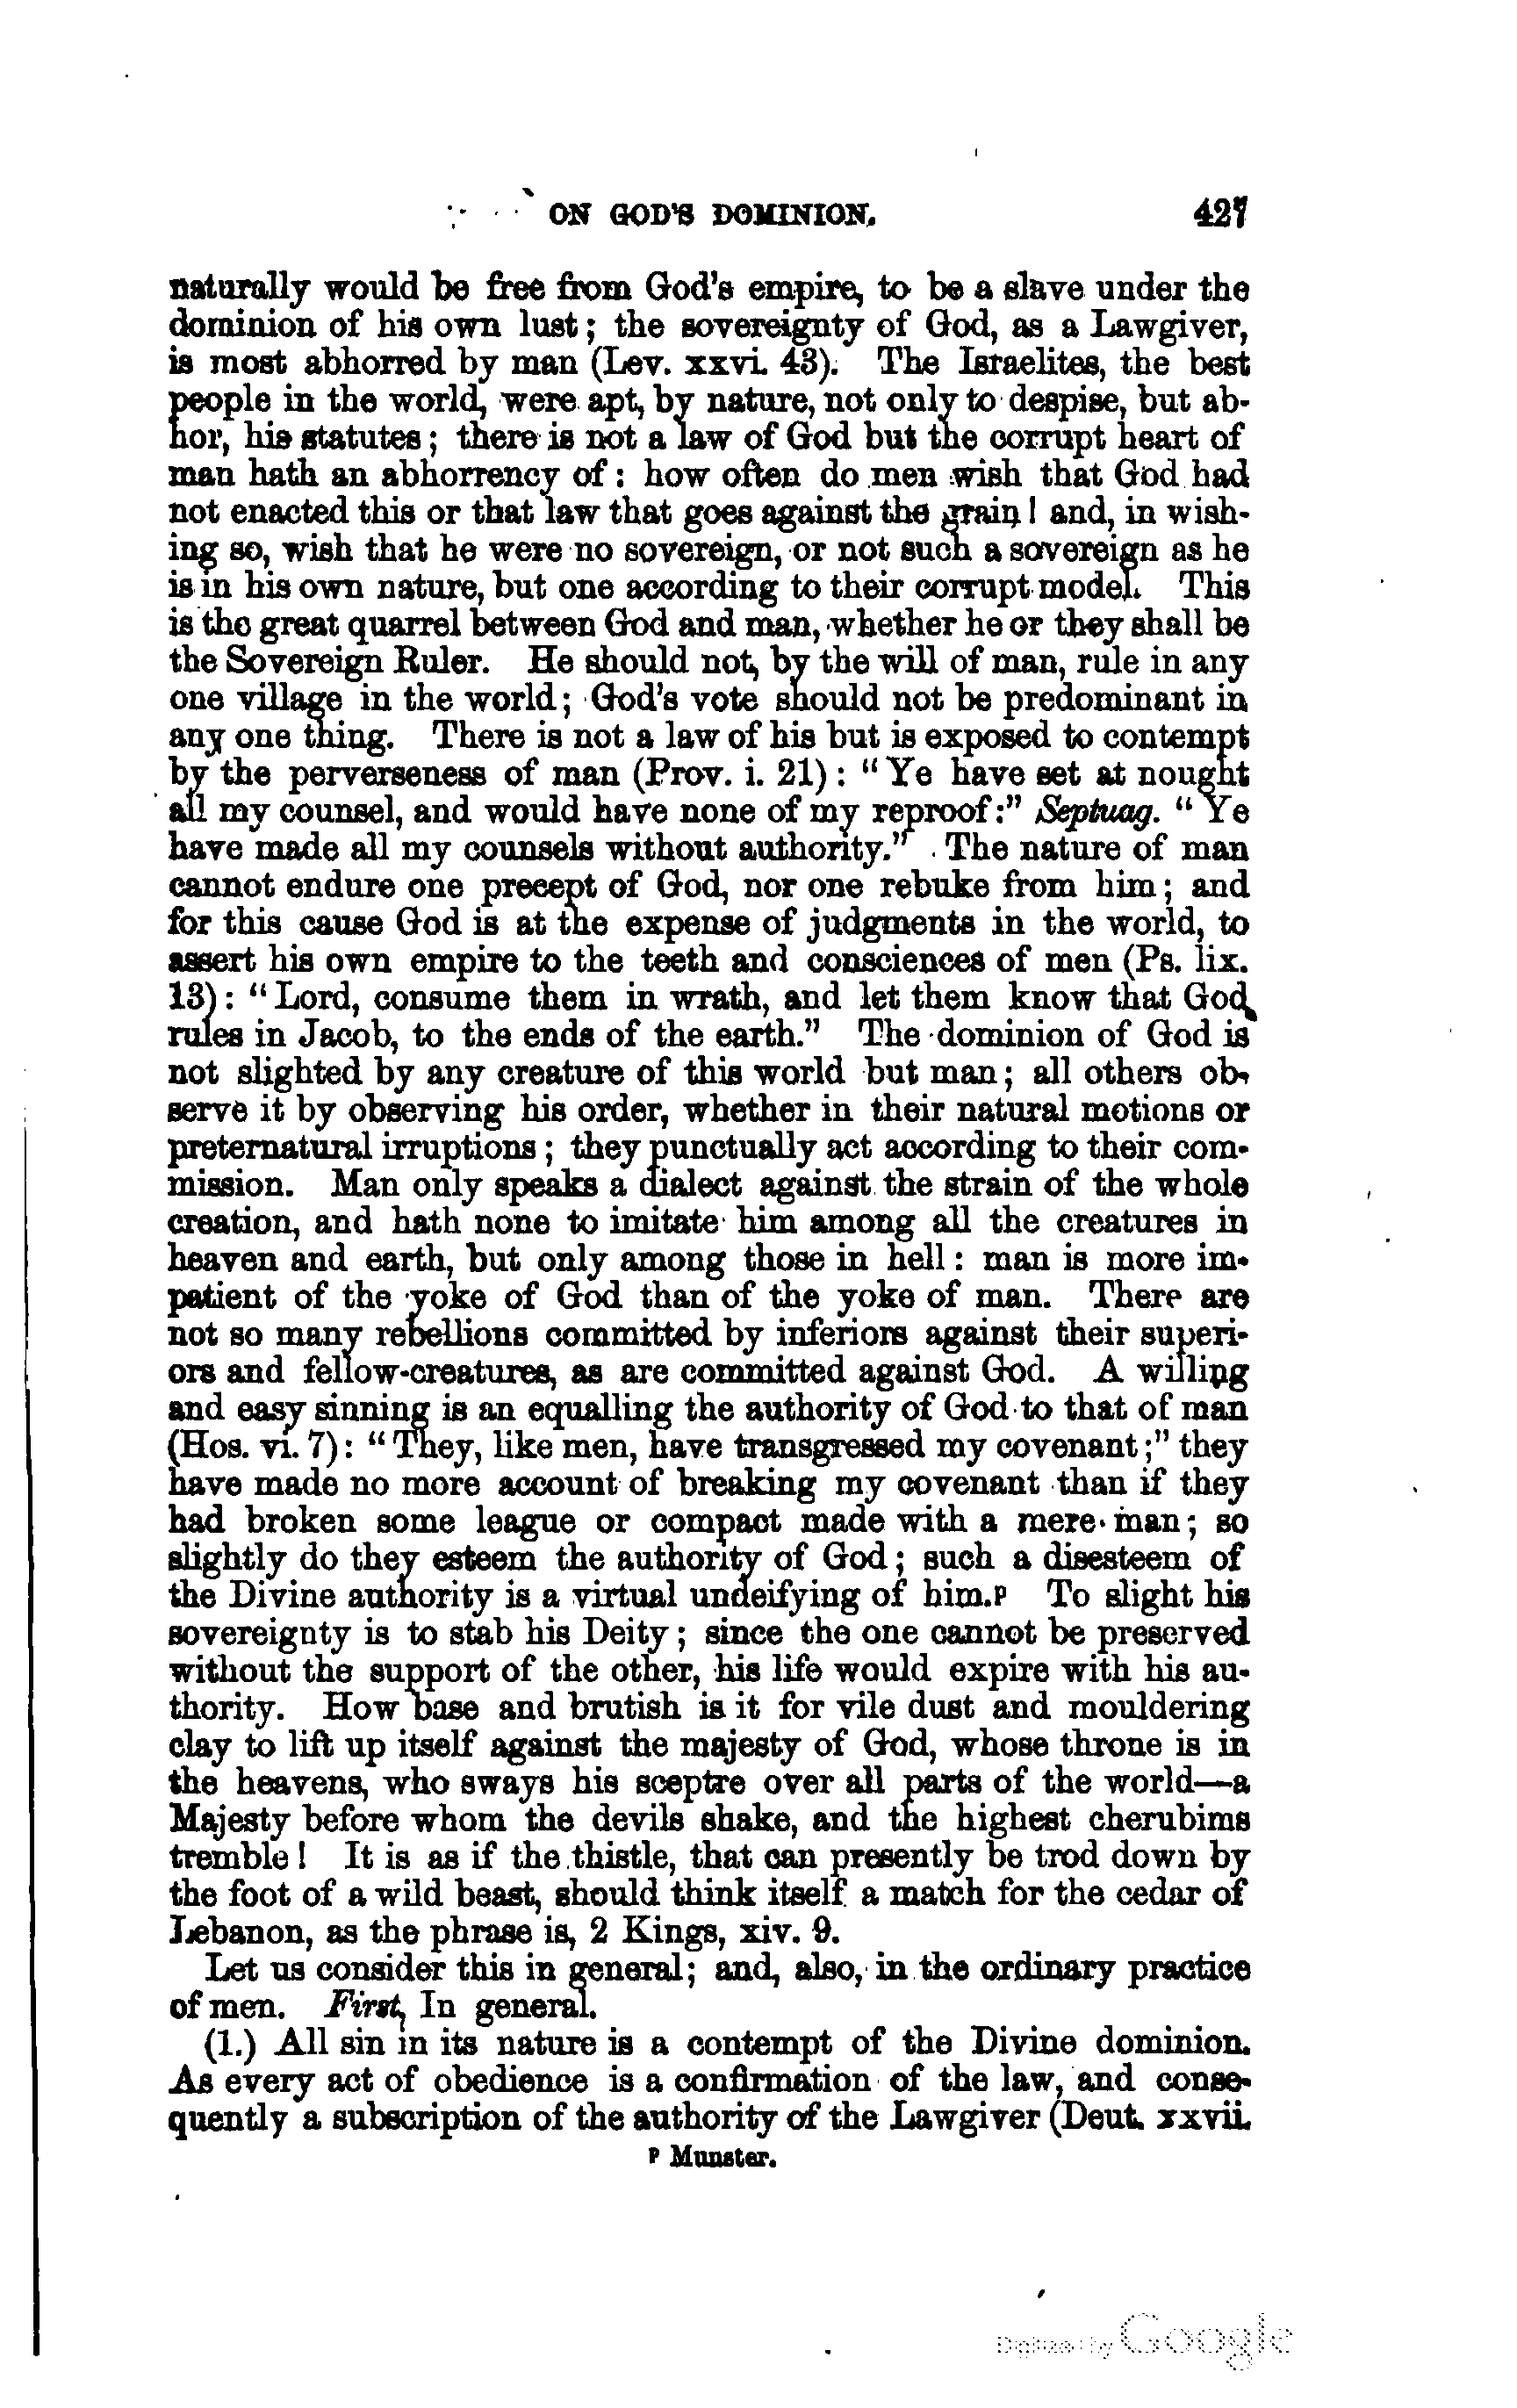 ON GOD'S DOMINION. 427
naturally would be free from God's empire, to be a slave under the
dominion of his own lust; the sovereignty of God, as a Lawgiver,
is most abhorred by man (Lev. xxvi. 43). The Israelites, the best
people in the world, were apt, by nature, not only to despise, but ab-
hor, his statutes; there is not a law of God but the corrupt heart of
man hath an abhorrency of: how often do men wish that God had
not enacted this or that law that goes against the grain! and, in wish-
ing so, wish that he were no sovereign, or not such a sovereign as he
is in his own nature, but one according to their corrupt model. This
is the great quarrel between God and man, whether he or they shall be
the Sovereign Ruler. He should not, by the will of man, rule in any
one village in the world; God's vote should not be predominant in
any one thing. There is not a law of his but is exposed to contempt
by the perverseness of man (Prov. i. 21): "Ye have set at nought
all my counsel, and would have none of my reproof:" Septuag. "Ye
have made all my counsels without authority." The nature of man
cannot endure one precept of God, nor one rebuke from him; and
for this cause God is at the expense of judgments in the world, to
assert his own empire to the teeth and consciences of men (Ps. lix.
13): "Lord, consume them in wrath, and let them know that God
rules in Jacob, to the ends of the earth." The dominion of God is
not slighted by any creature of this world but man; all others ob-
serve it by observing his order, whether in their natural motions or
preternatural irruptions; they punctually act according to their com-
mission. Man only speaks a dialect against the strain of the whole
creation, and hath none to imitate him among all the creatures in
heaven and earth, but only among those in hell: man is more im-
patient of the yoke of God than of the yoke of man. There are
not so many rebellions committed by inferiors against their superi-
ors and fellow-creatures, as are committed against God. A willing
and easy sinning is an equalling the authority of God to that of man
(Hos. vi. 7): "They, like men, have transgressed my covenant;" they
have made no more account of breaking my covenant than if they
had broken some league or compact made with a mere man; so
slightly do they esteem the authority of God; such a disesteem of
the Divine authority is a virtual undeifying of him.p To slight his
sovereignty is to stab his Deity; since the one cannot be preserved
without the support of the other, his life would expire with his au-
thority. How base and brutish is it for vile dust and mouldering
clay to lift up itself against the majesty of God, whose throne is in
the heavens, who sways his sceptre over all parts of the world—a
Majesty before whom the devils shake, and the highest cherubims
tremble! It is as if the thistle, that can presently be trod down by
the foot of a wild beast, should think itself a match for the cedar of
Lebanon, as the phrase is, 2 Kings, xiv. 9.
Let us consider this in general; and, also, in the ordinary practice
of men. First, In general.
(1.) All sin in its nature is a contempt of the Divine dominion.
As every act of obedience is a confirmation of the law, and conse-
quently a subscription of the authority of the Lawgiver (Deut. xxvii.
p Munster.
Digitized by Google